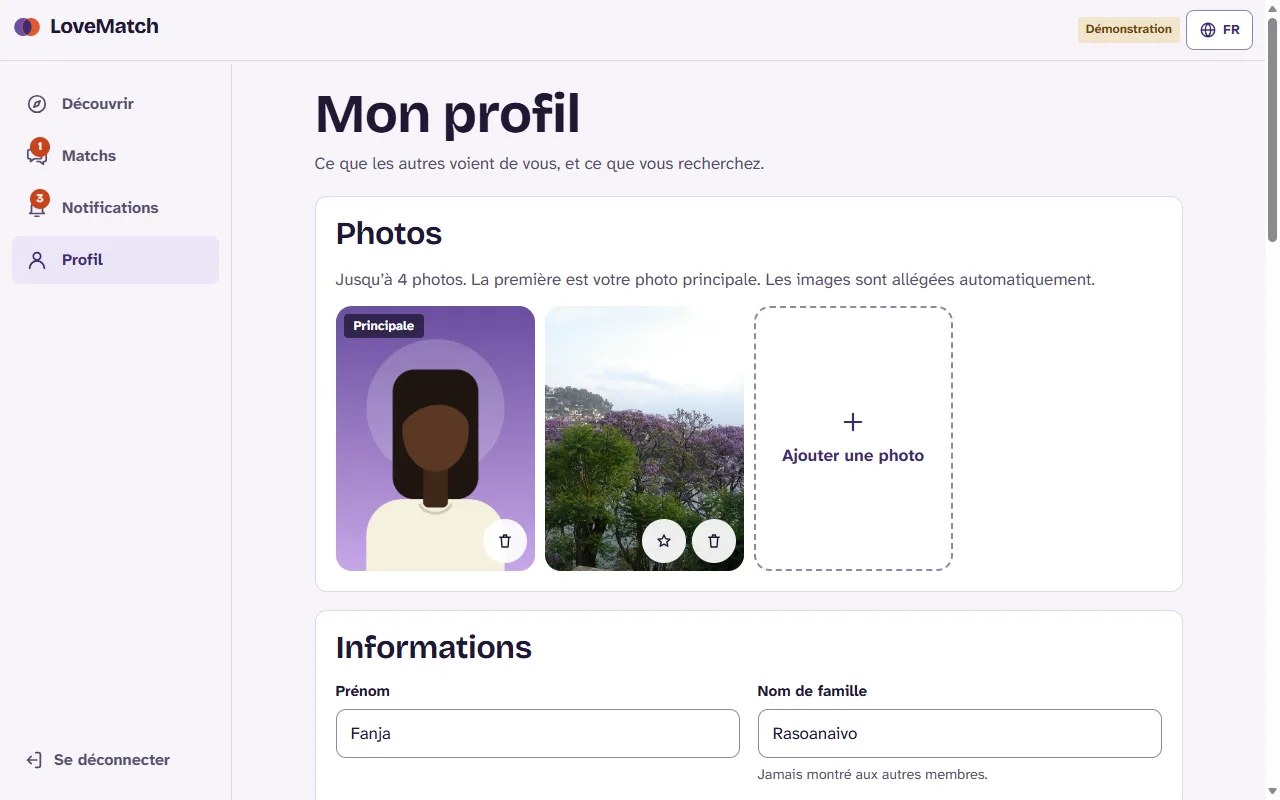 LoveMatch
Démonstration
FR
Découvrir
1
Matchs
3
Notifications
Profil
Se déconnecter
Mon profil
Ce que les autres voient de vous, et ce que vous recherchez.
Photos
Jusqu’à 4 photos. La première est votre photo principale. Les images sont allégées automatiquement.
Principale
Ajouter une photo
Informations
Prénom
Nom de famille
Fanja
Rasoanaivo
Jamais montré aux autres membres.